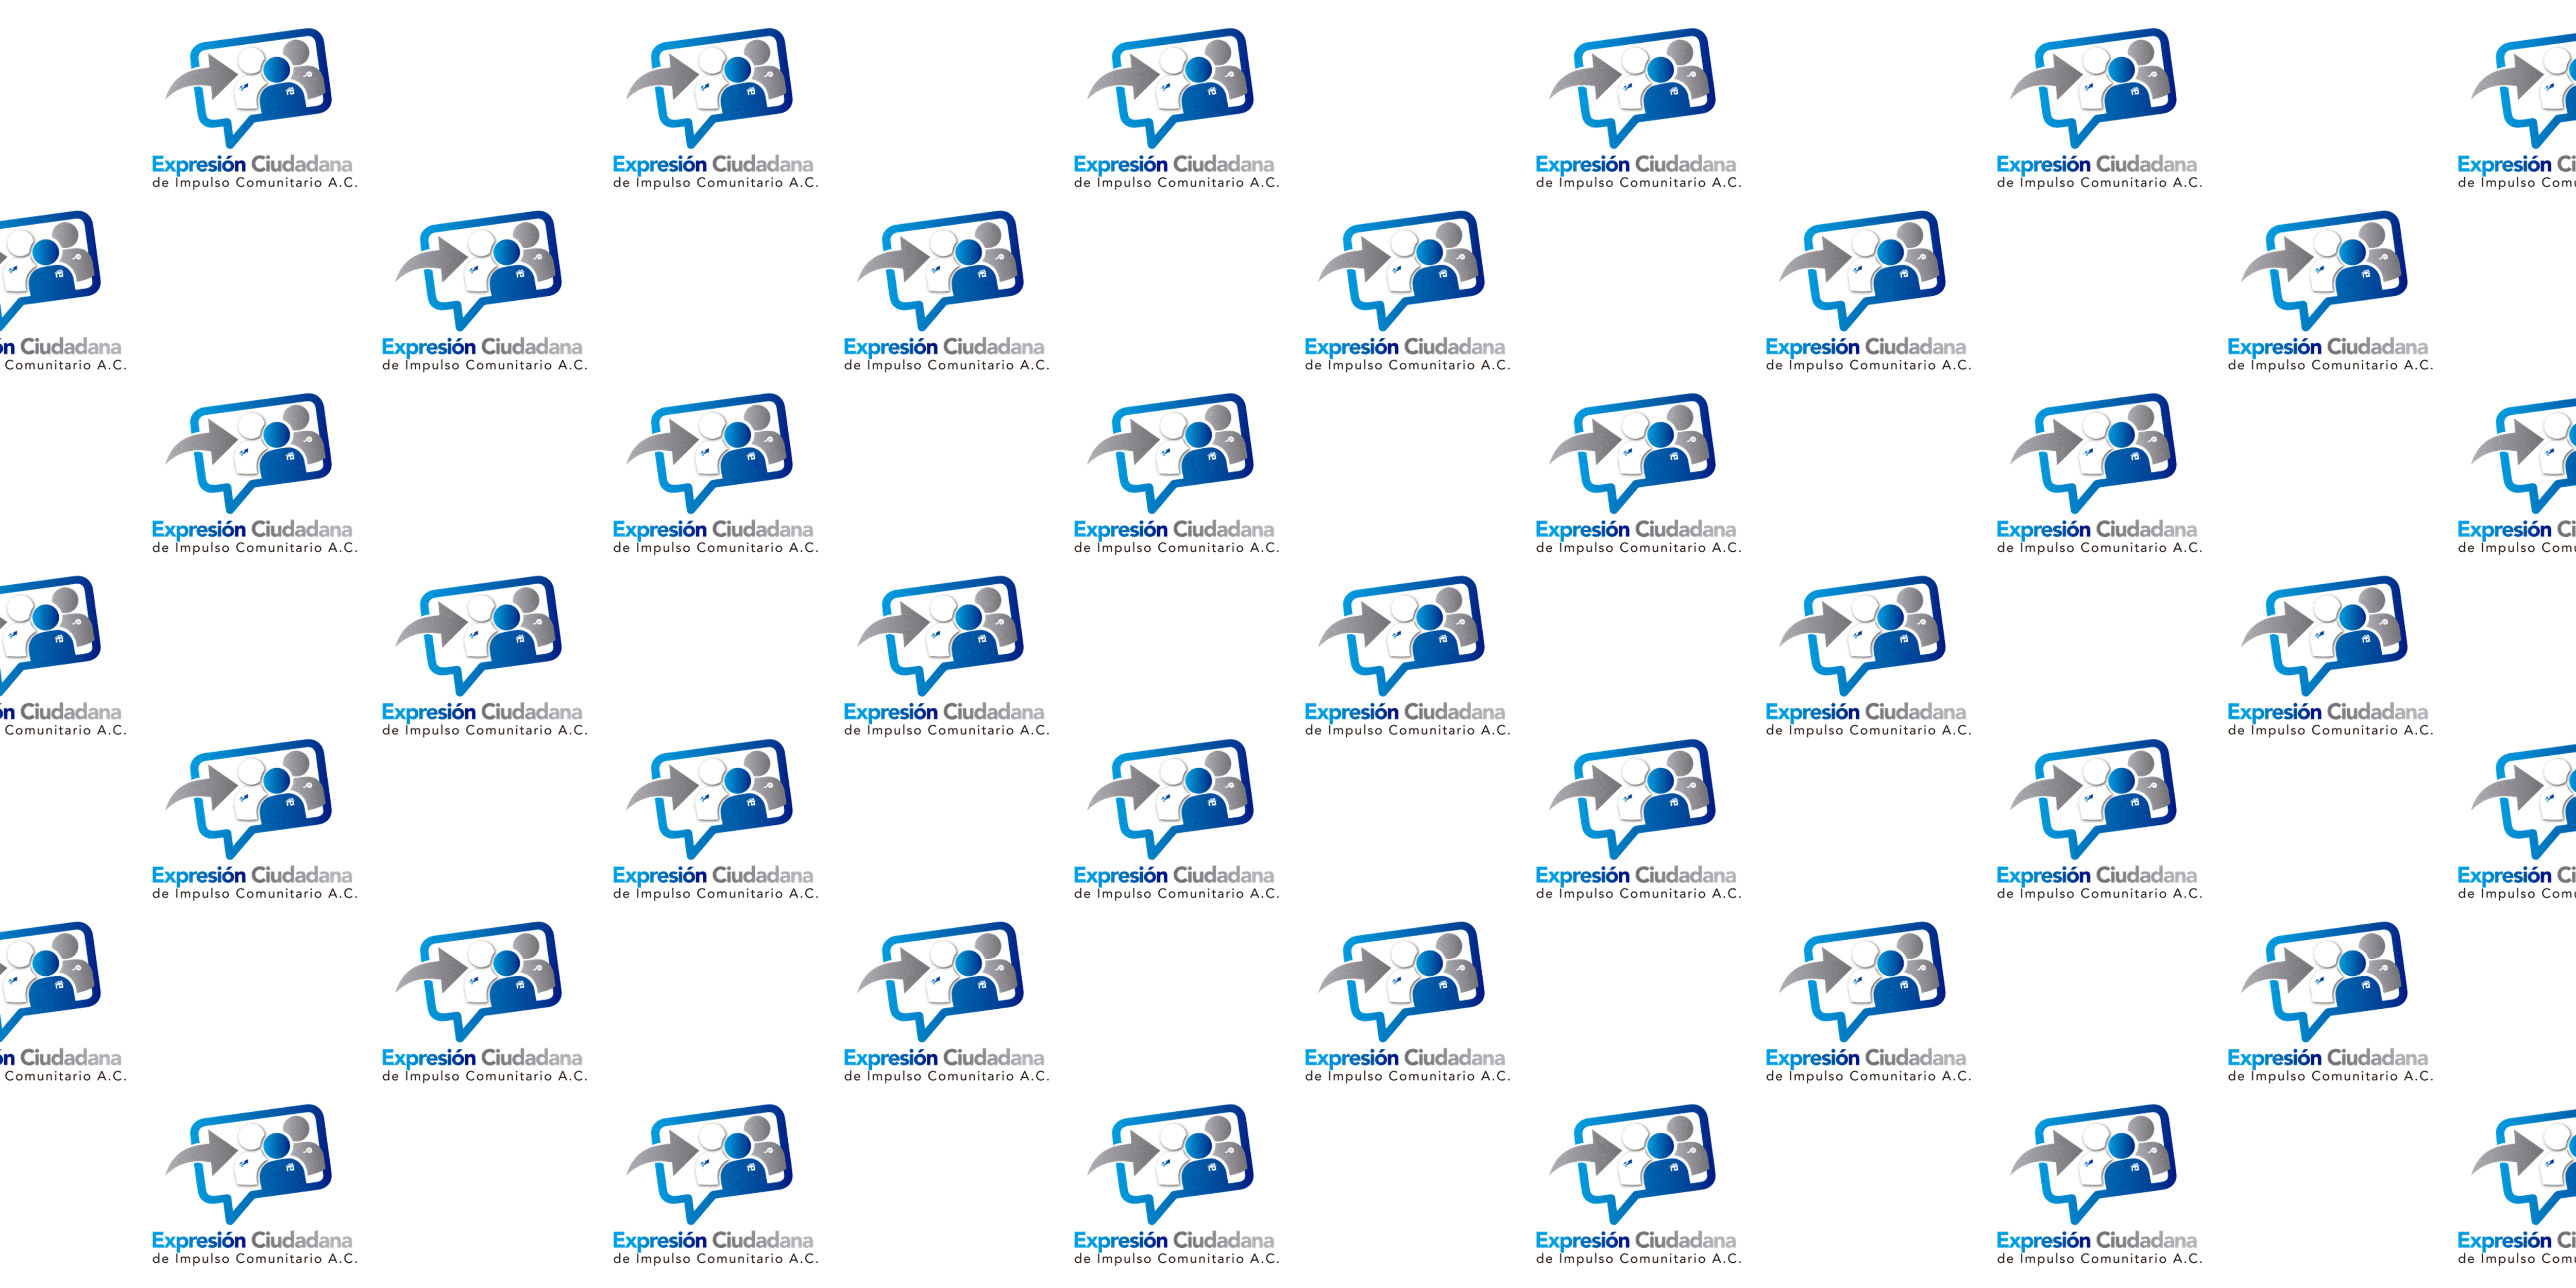 Expresión Ciudadana
de Impulso Comunitario A.C.
Expresión Ciudadana
de Impulso Comunitario A.C.
Expresión Ciudadana
de Impulso Comunitario A.C.
Expresión Ciudadana
de Impulso Comunitario A.C.
Expresión Ciudadana
de Impulso Comunitario A.C.
Expresión Ci
de Impulso Com
ón Ciudadana
Comunitario A.C.
Expresión Ciudadana
de Impulso Comunitario A.C.
Expresión Ciudadana
de Impulso Comunitario A.C.
Expresión Ciudadana
de Impulso Comunitario A.C.
Expresión Ciudadana
de Impulso Comunitario A.C.
Expresión Ciudadana
de Impulso Comunitario A.C.
Expresión Ciudadana
de Impulso Comunitario A.C.
Expresión Ciudadana
de Impulso Comunitario A.C.
Expresión Ciudadana
de Impulso Comunitario A.C.
Expresión Ciudadana
de Impulso Comunitario A.C.
Expresión Ciudadana
de Impulso Comunitario A.C.
Expresión Ci
de Impulso Com
ón Ciudadana
Comunitario A.C.
Expresión Ciudadana
de Impulso Comunitario A.C.
Expresión Ciudadana
de Impulso Comunitario A.C.
Expresión Ciudadana
de Impulso Comunitario A.C.
Expresión Ciudadana
de Impulso Comunitario A.C.
Expresión Ciudadana
de Impulso Comunitario A.C.
Expresión Ciudadana
de Impulso Comunitario A.C.
Expresión Ciudadana
de Impulso Comunitario A.C.
Expresión Ciudadana
de Impulso Comunitario A.C.
Expresión Ciudadana
de Impulso Comunitario A.C.
Expresión Ciudadana
de Impulso Comunitario A.C.
Expresión Ci
de Impulso Com
ón Ciudadana
Comunitario A.C.
Expresión Ciudadana
de Impulso Comunitario A.C.
Expresión Ciudadana
de Impulso Comunitario A.C.
Expresión Ciudadana
de Impulso Comunitario A.C.
Expresión Ciudadana
de Impulso Comunitario A.C.
Expresión Ciudadana
de Impulso Comunitario A.C.
Expresión Ciudadana
de Impulso Comunitario A.C.
Expresión Ciudadana
de Impulso Comunitario A.C.
Expresión Ciudadana
de Impulso Comunitario A.C.
Expresión Ciudadana
de Impulso Comunitario A.C.
Expresión Ciudadana
de Impulso Comunitario A.C.
Expresión Ci
de Impulso Com